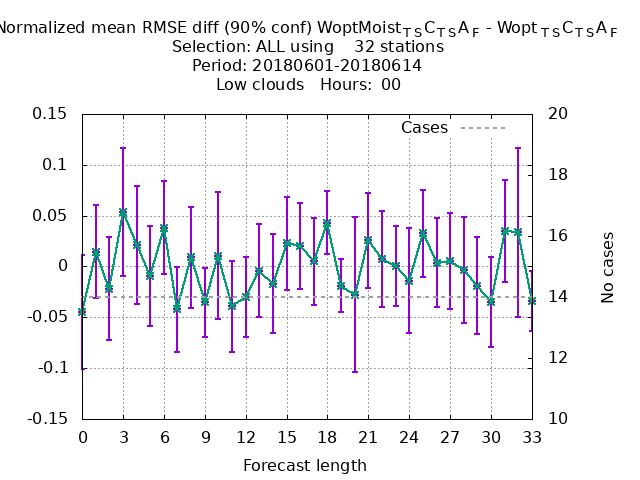 Normalized mean RMSE diff (90% conf) WoptMoist_TSC_TSA_F - Wopt_TSC_TSA_F
Selection: ALL using 32 stations
Period: 20180601-20180614
Low clouds Hours: 00
Cases
0.15
0.1
0.05
0
-0.05
-0.1
-0.15
20
18
16
14
12
10
No cases
0 3 6 9 12 15 18 21 24 27 30 33
Forecast length